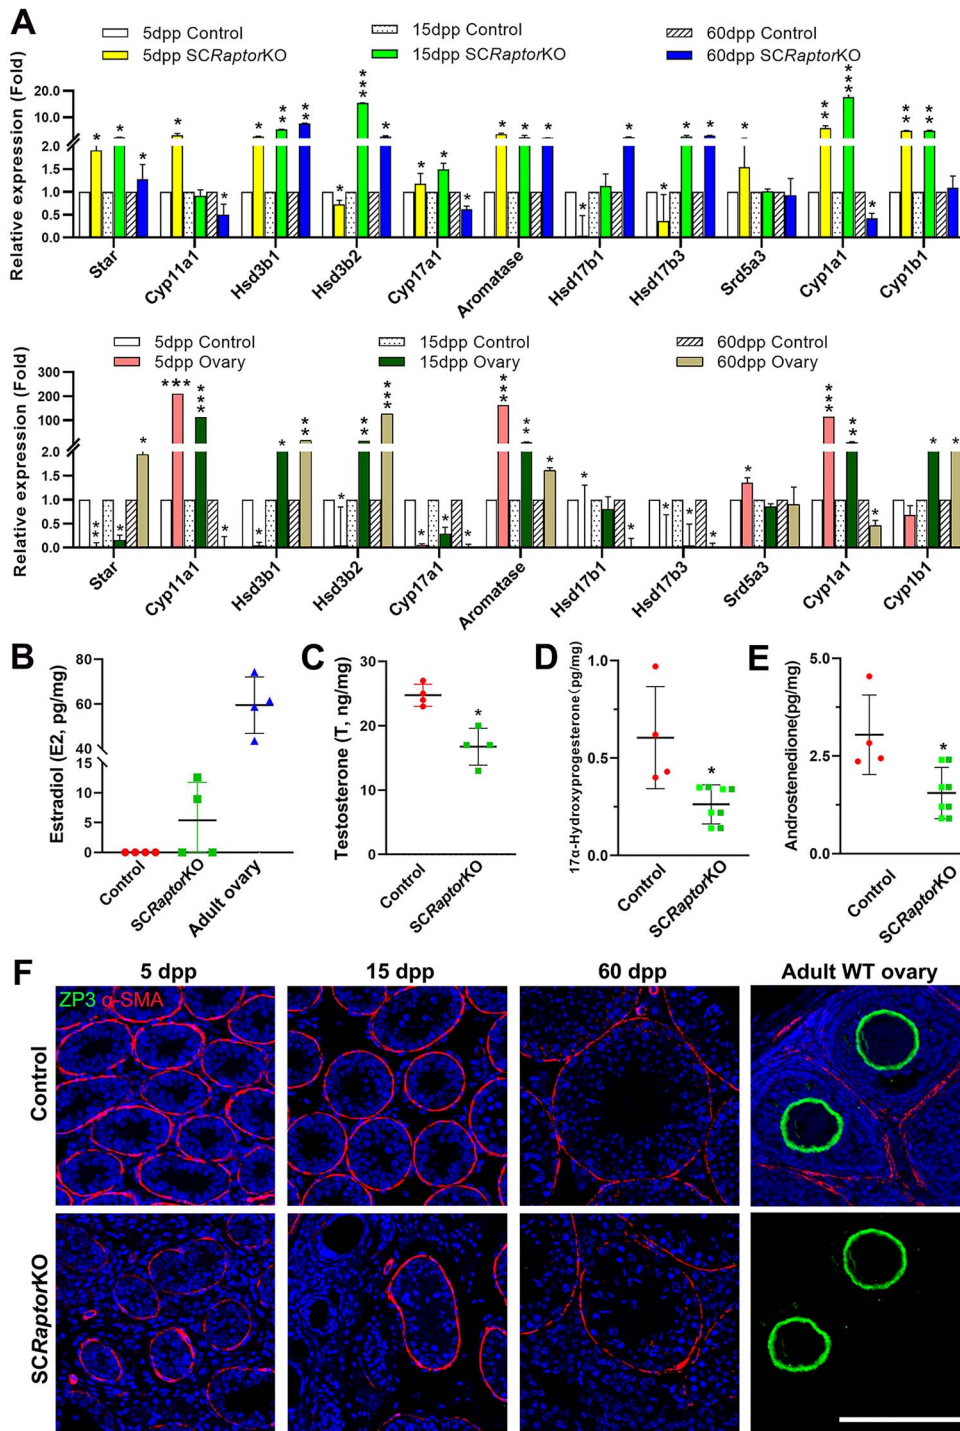 A
5dpp Control 15dpp Control 60dpp Control
5dpp SCRaptorKO 15dpp SCRaptorKO 60dpp SCRaptorKO
Relative expression (Fold)
20.0
10.0
2.0
1.5
1.0
0.5
0.0
* * * * * * ** ** * *** * * * * * * * * * * * * * * ** *** * ** **
Star Cyp11a1 Hsd3b1 Hsd3b2 Cyp17a1 Aromatase Hsd17b1 Hsd17b3 Srd5a3 Cyp1a1 Cyp1b1
5dpp Control 15dpp Control 60dpp Control
5dpp Ovary 15dpp Ovary 60dpp Ovary
Relative expression (Fold)
300
200
100
2.0
1.5
1.0
0.5
0.0
** * * *** *** * * * ** * ** *** * * * *** ** * * * * * * * *** ** * * *
Star Cyp11a1 Hsd3b1 Hsd3b2 Cyp17a1 Aromatase Hsd17b1 Hsd17b3 Srd5a3 Cyp1a1 Cyp1b1
B
Estradiol (E2, pg/mg)
80
60
40
15
10
5
0
Control SCRaptorKO Adult ovary
C
Testosterone (T, ng/mg)
30
20
10
0
*
Control SCRaptorKO
D
17α-Hydroxyprogesterone(pg/mg)
1.0
0.5
0.0
*
Control SCRaptorKO
E
Androstenedione(pg/mg)
5.0
2.5
0.0
*
Control SCRaptorKO
F
5 dpp 15 dpp 60 dpp Adult WT ovary
ZP3 α-SMA
Control
SCRaptorKO